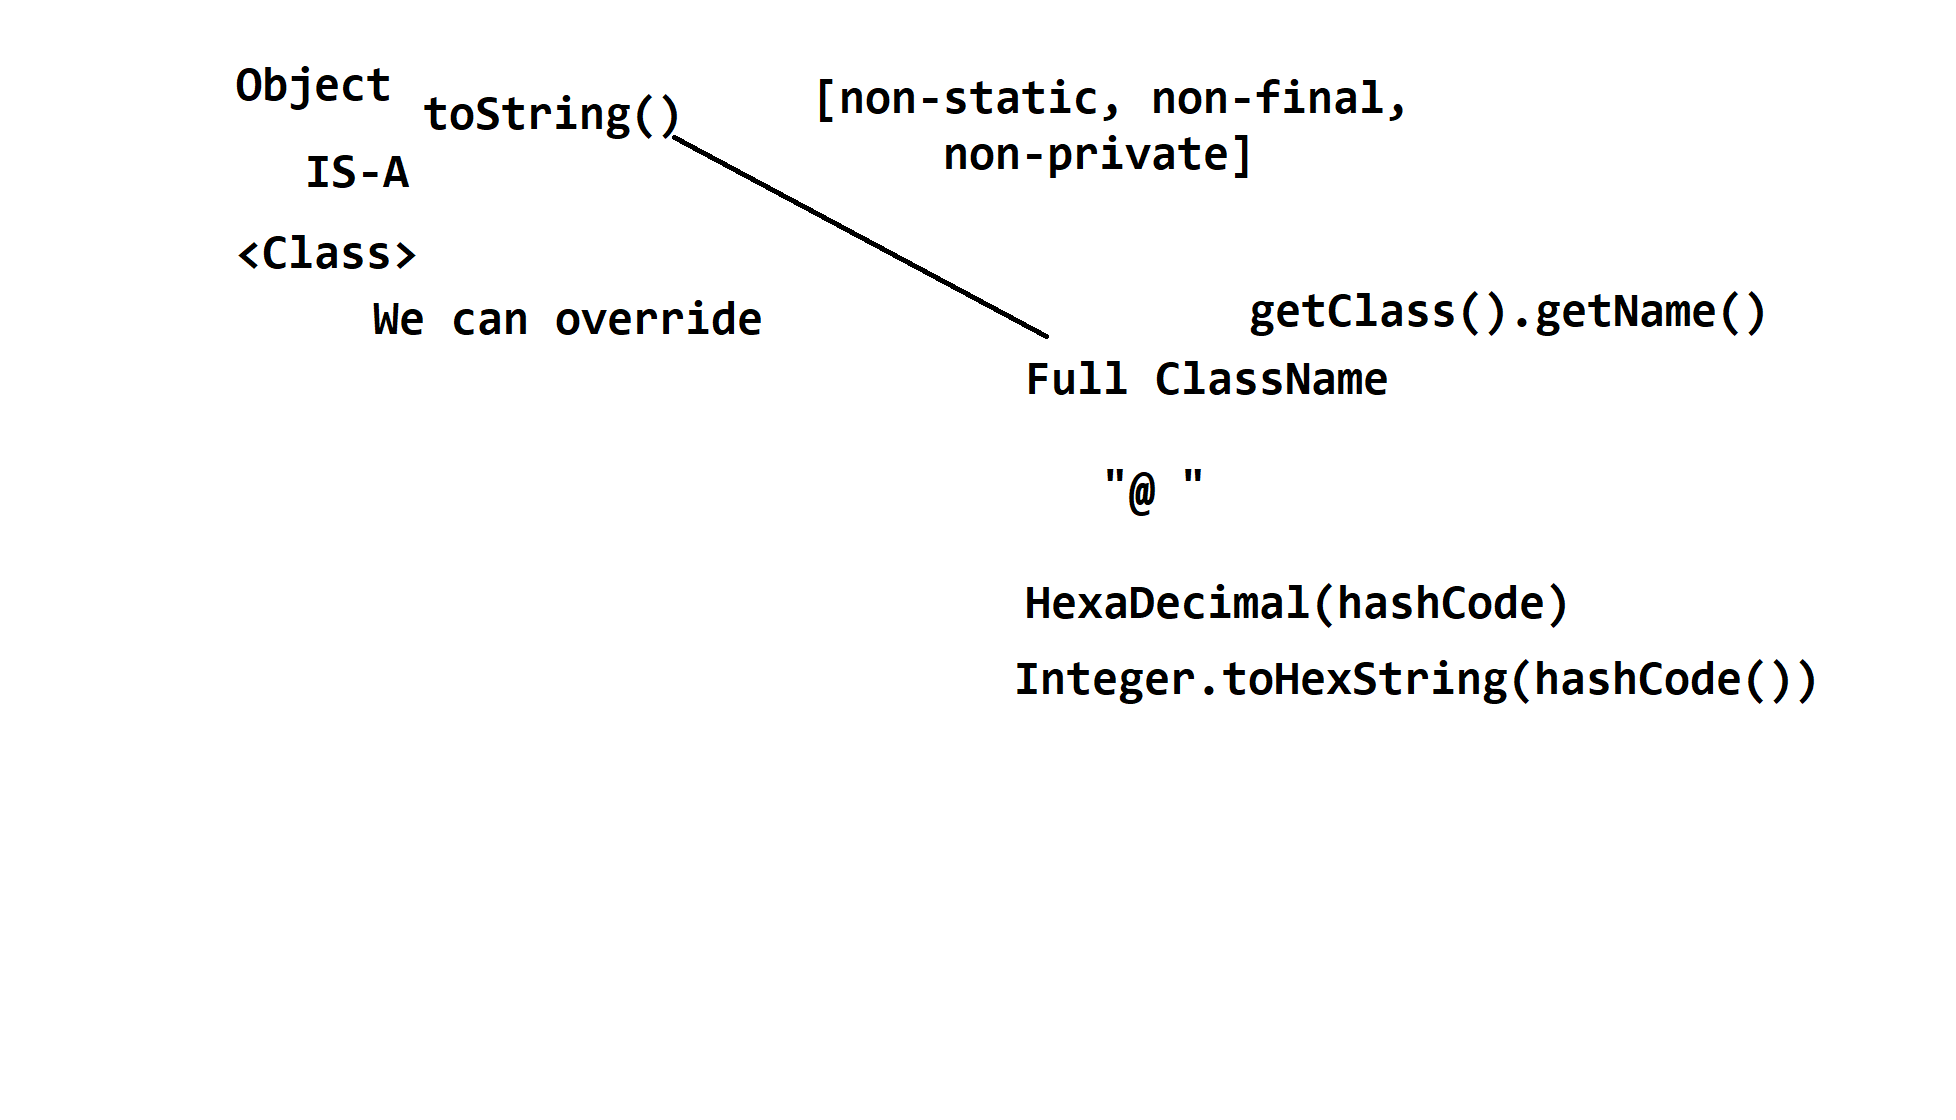 Object
toString()
[non-static, non-final,
non-private]
IS-A
<Class>
We can override
getClass().getName()
Full ClassName
"@ "
HexaDecimal(hashCode)
Integer.toHexString(hashCode())